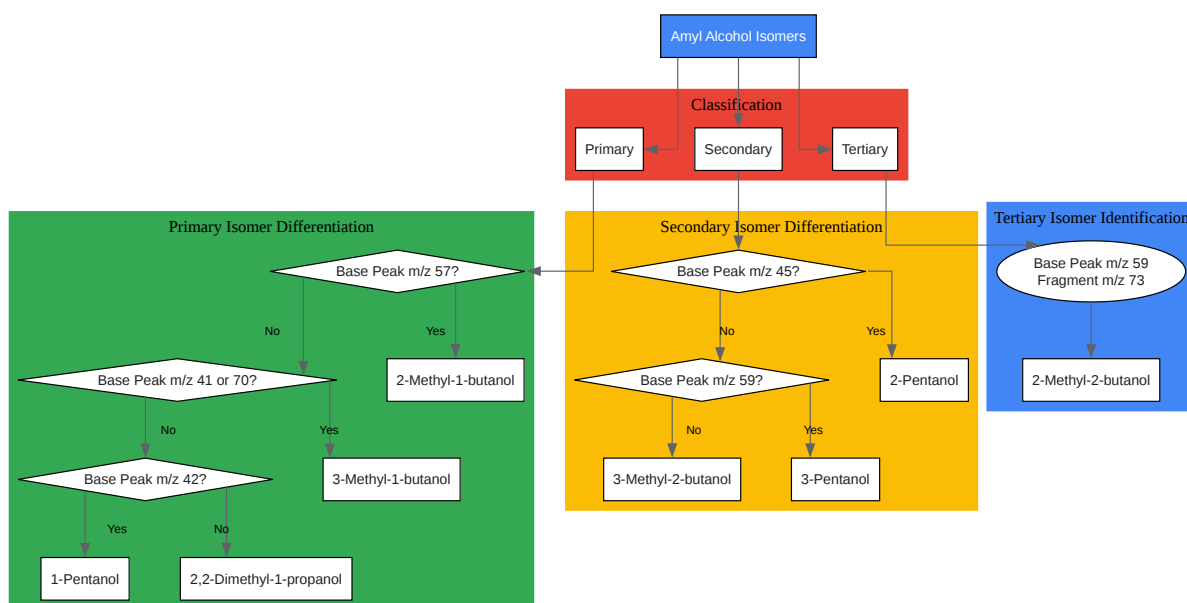 Amyl Alcohol Isomers
Classification
Primary
Secondary
Tertiary
Primary Isomer Differentiation
Base Peak m/z 57?
No
Yes
Base Peak m/z 41 or 70?
2-Methyl-1-butanol
No
Yes
Base Peak m/z 42?
3-Methyl-1-butanol
Yes
No
1-Pentanol
2,2-Dimethyl-1-propanol
Secondary Isomer Differentiation
Base Peak m/z 45?
No
Yes
Base Peak m/z 59?
2-Pentanol
No
Yes
3-Methyl-2-butanol
3-Pentanol
Tertiary Isomer Identification
Base Peak m/z 59
Fragment m/z 73
2-Methyl-2-butanol